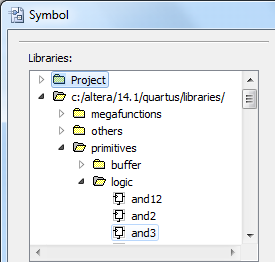 Symbol
Libraries:
Project
c:/altera/14.1/quartus/libraries/
megafunctions
others
primitives
buffer
logic
and12
and2
and3